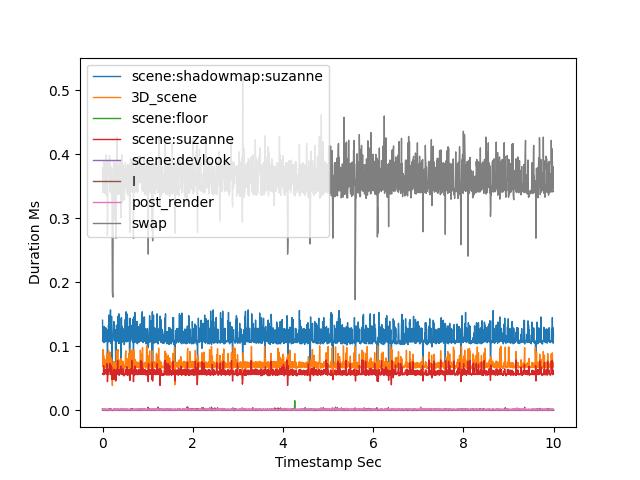 scene:shadowmap:suzanne
3D_scene
scene:floor
scene:suzanne
scene:devlook
I
post_render
swap
0.5
0.4
0.3
0.2
0.1
0.0
Duration Ms
0 2 4 6 8 10
Timestamp Sec